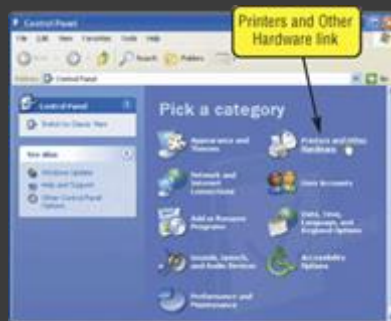 Control Panel
Printers and Other
Hardware link
File Edit View Favorites Tools Help
Back
Search
Folders
Address
Control Panel
Go
Control Panel
Switch to Classic View
See Also
Windows Update
Help and Support
Other Control Panel
Options
Pick a category
Appearance and
Themes
Printers and Other
Hardware
Network and
Internet
Connections
User Accounts
Add or Remove
Programs
Date, Time,
Language, and
Regional Options
Sounds, Speech,
and Audio Devices
Accessibility
Options
Performance and
Maintenance